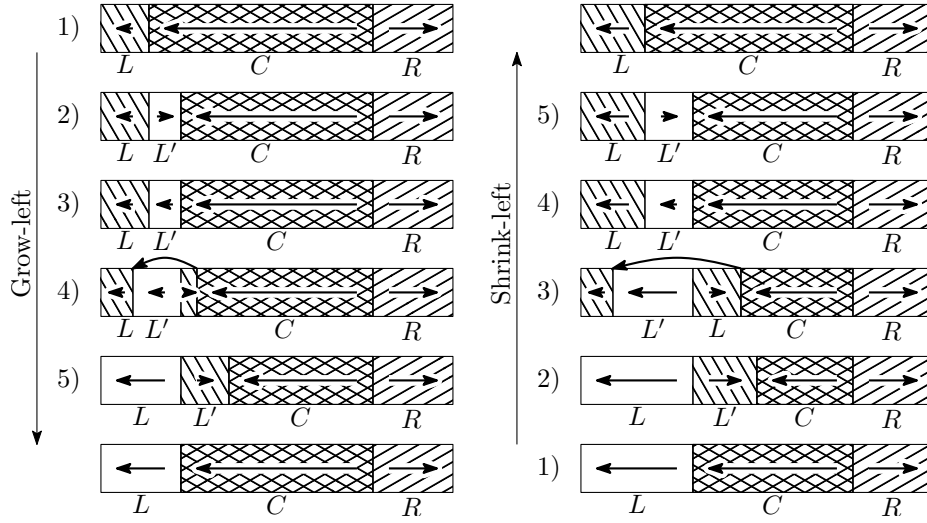 1) L C R
2) L L′ C R
3) L L′ C R
4) L L′ C R
5) L L′ C R
L C R
Grow-left
L C R
5) L L′ C R
4) L L′ C R
3) L′ L C R
2) L L′ C R
1) L C R
Shrink-left